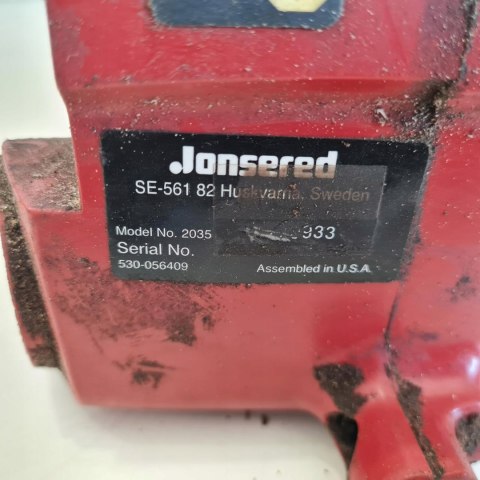 Jonsered
SE-561 82 Huskvarna, Sweden
Model No. 2035
933
Serial No.
530-056409
Assembled in U.S.A.